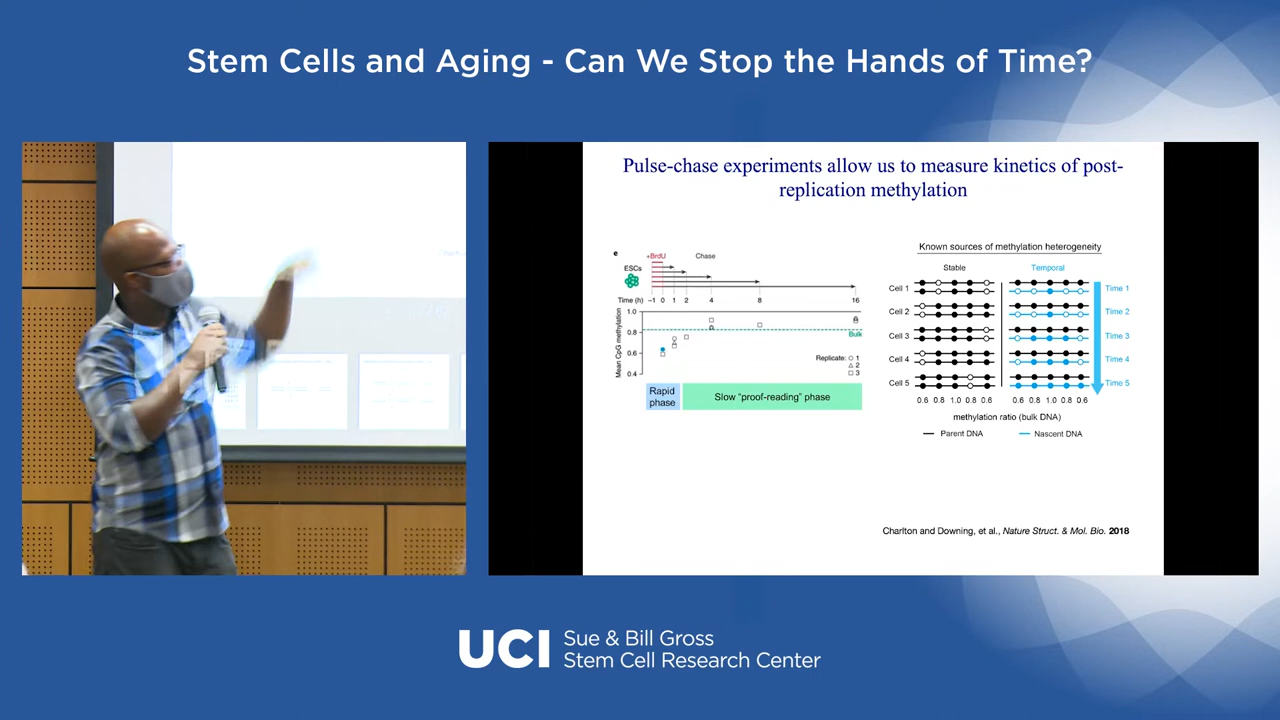 Stem Cells and Aging - Can We Stop the Hands of Time?
Pulse-chase experiments allow us to measure kinetics of post-
replication methylation
e
+BrdU
Chase
ESCs
Time (h) –1 0 1 2 4 8 16
Mean CpG methylation
1.0
0.8
0.6
0.4
Bulk
Replicate: ○ 1
△ 2
□ 3
Rapid
phase
Slow "proof-reading" phase
Known sources of methylation heterogeneity
Stable
Temporal
Cell 1
Time 1
Cell 2
Time 2
Cell 3
Time 3
Cell 4
Time 4
Cell 5
Time 5
0.6 0.8 1.0 0.8 0.6
0.6 0.8 1.0 0.8 0.6
methylation ratio (bulk DNA)
Parent DNA
Nascent DNA
Charlton and Downing, et al., Nature Struct. & Mol. Bio. 2018
UCI
Sue & Bill Gross
Stem Cell Research Center